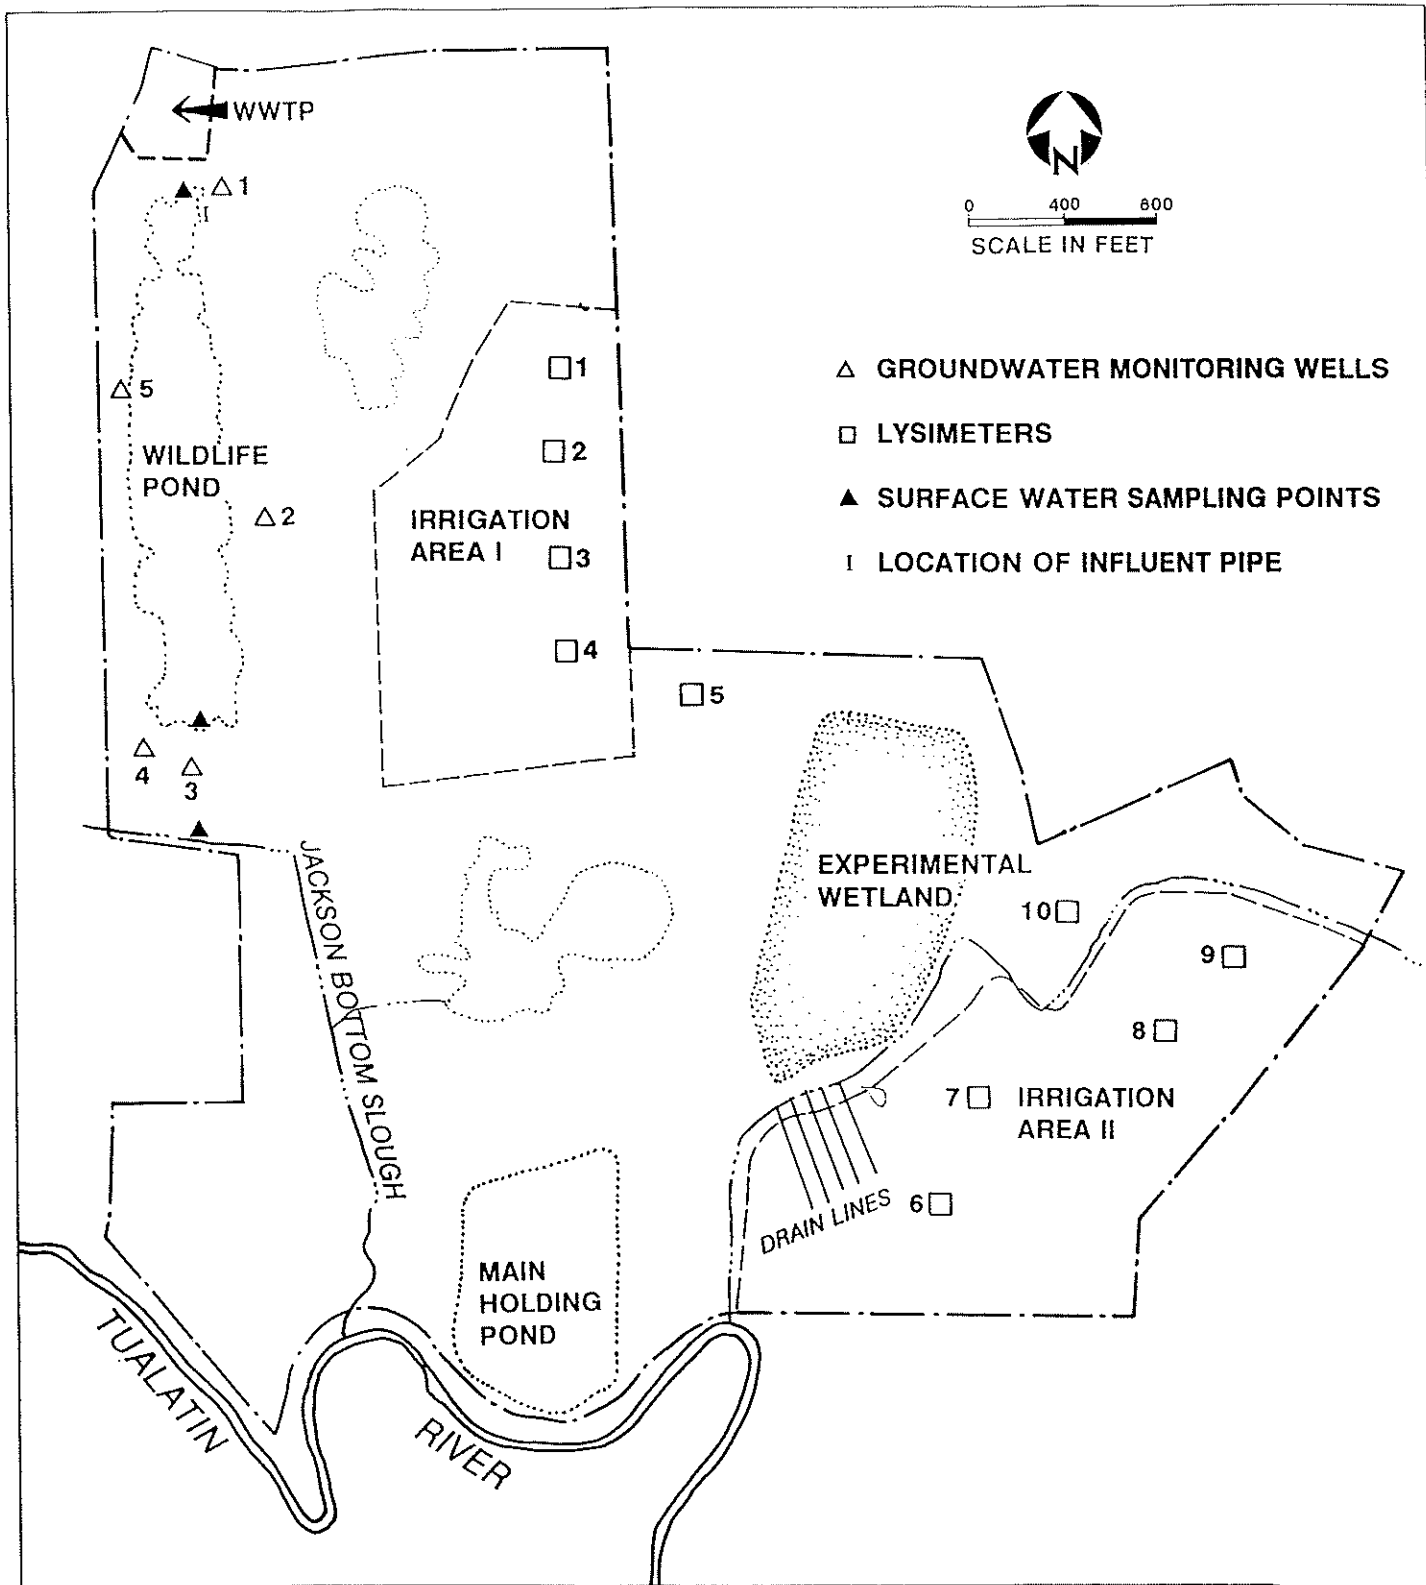 WWTP
N
0 400 800
SCALE IN FEET
1
I
△ GROUNDWATER MONITORING WELLS
□ LYSIMETERS
▲ SURFACE WATER SAMPLING POINTS
I LOCATION OF INFLUENT PIPE
1
5
2
WILDLIFE
POND
2
IRRIGATION
AREA I
3
4
5
4
3
JACKSON BOTTOM SLOUGH
EXPERIMENTAL
WETLAND
10
9
8
7
IRRIGATION
AREA II
6
DRAIN LINES
MAIN
HOLDING
POND
TUALATIN
RIVER